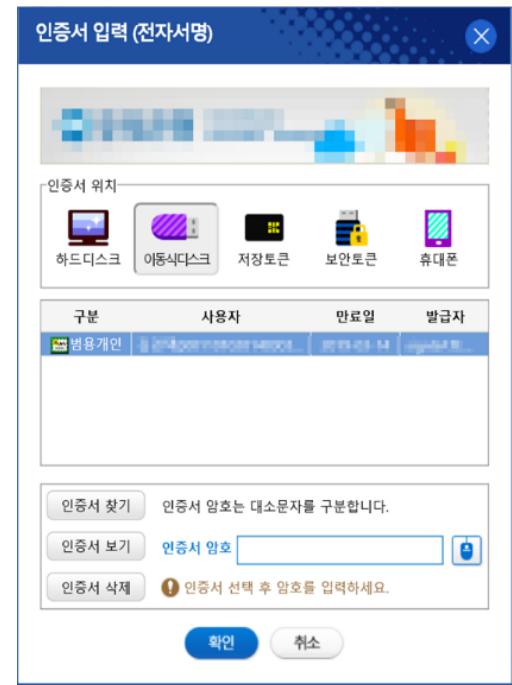 인증서 입력 (전자서명)
인증서 위치
하드디스크 이동식디스크 저장토큰 보안토큰 휴대폰
구분 사용자 만료일 발급자
범용개인
인증서 찾기 인증서 암호는 대소문자를 구분합니다.
인증서 보기 인증서 암호
인증서 삭제 인증서 선택 후 암호를 입력하세요.
확인 취소